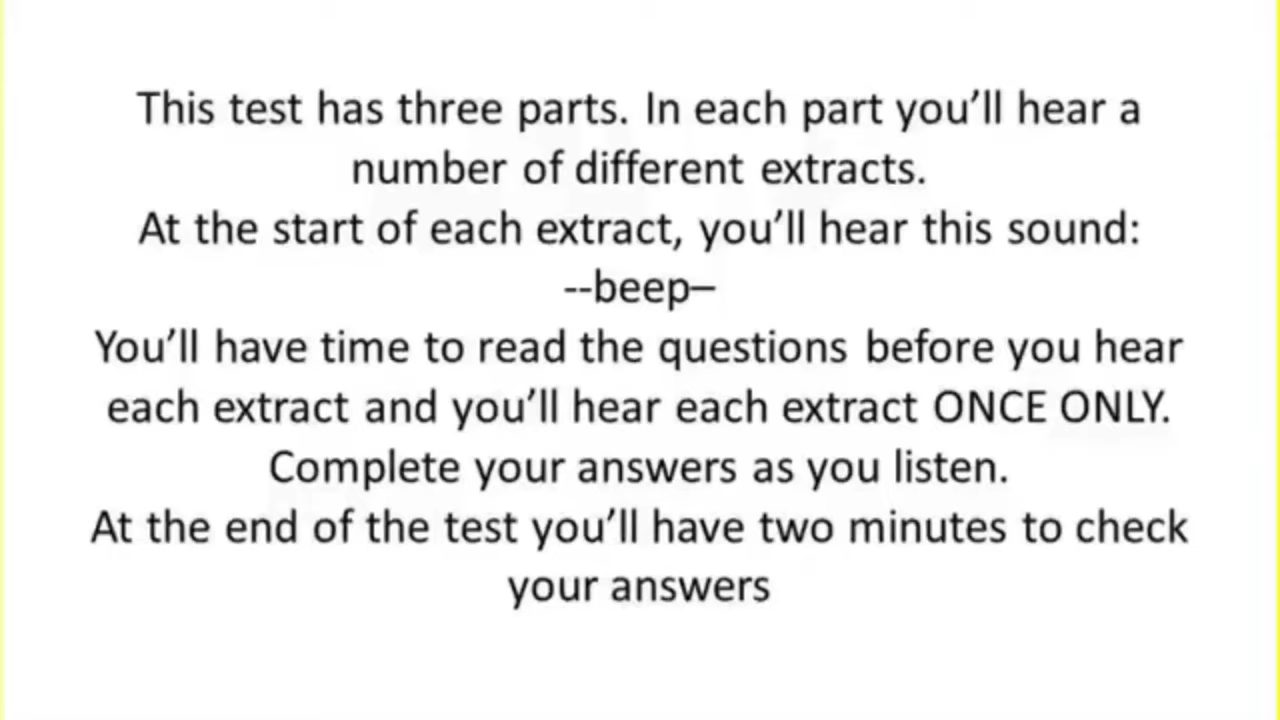 This test has three parts. In each part you’ll hear a
number of different extracts.
At the start of each extract, you’ll hear this sound:
--beep–
You’ll have time to read the questions before you hear
each extract and you’ll hear each extract ONCE ONLY.
Complete your answers as you listen.
At the end of the test you’ll have two minutes to check
your answers